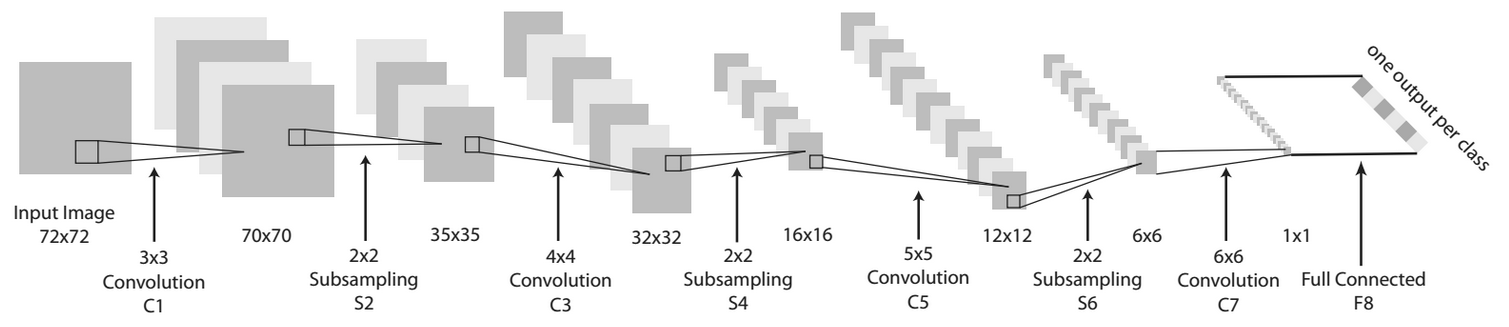 one output per class
Input Image
72x72
3x3
Convolution
C1
70x70
2x2
Subsampling
S2
35x35
4x4
Convolution
C3
32x32
2x2
Subsampling
S4
16x16
5x5
Convolution
C5
12x12
2x2
Subsampling
S6
6x6
6x6
Convolution
C7
1x1
Full Connected
F8